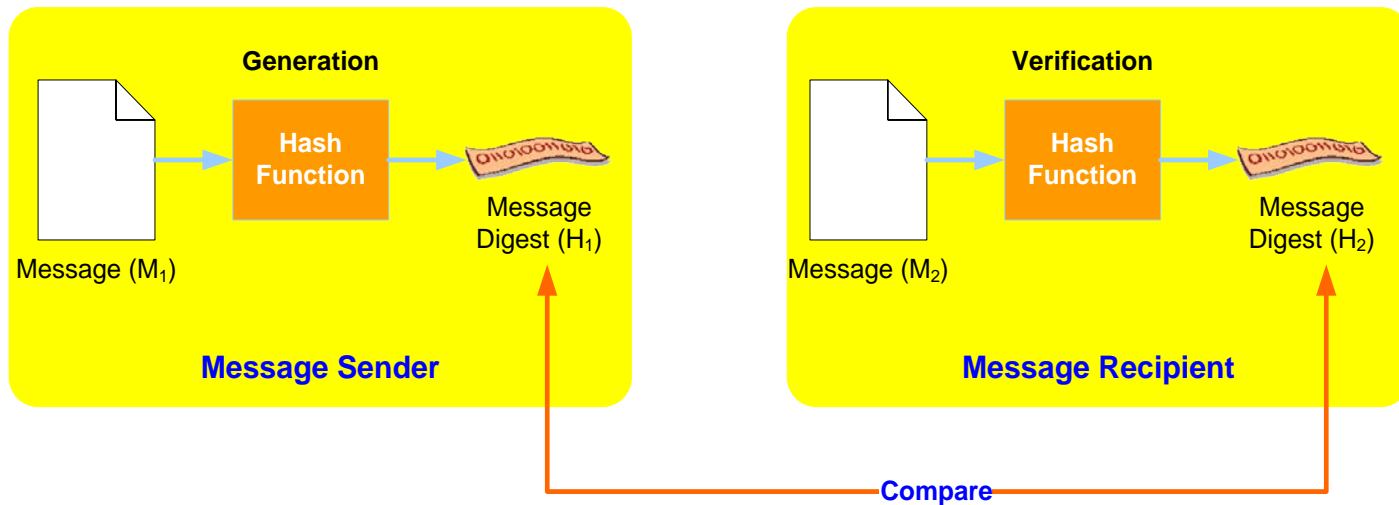 Generation
Hash
Function
Message
Digest (H₁)
Message (M₁)
Message Sender
Verification
Hash
Function
Message
Digest (H₂)
Message (M₂)
Message Recipient
Compare